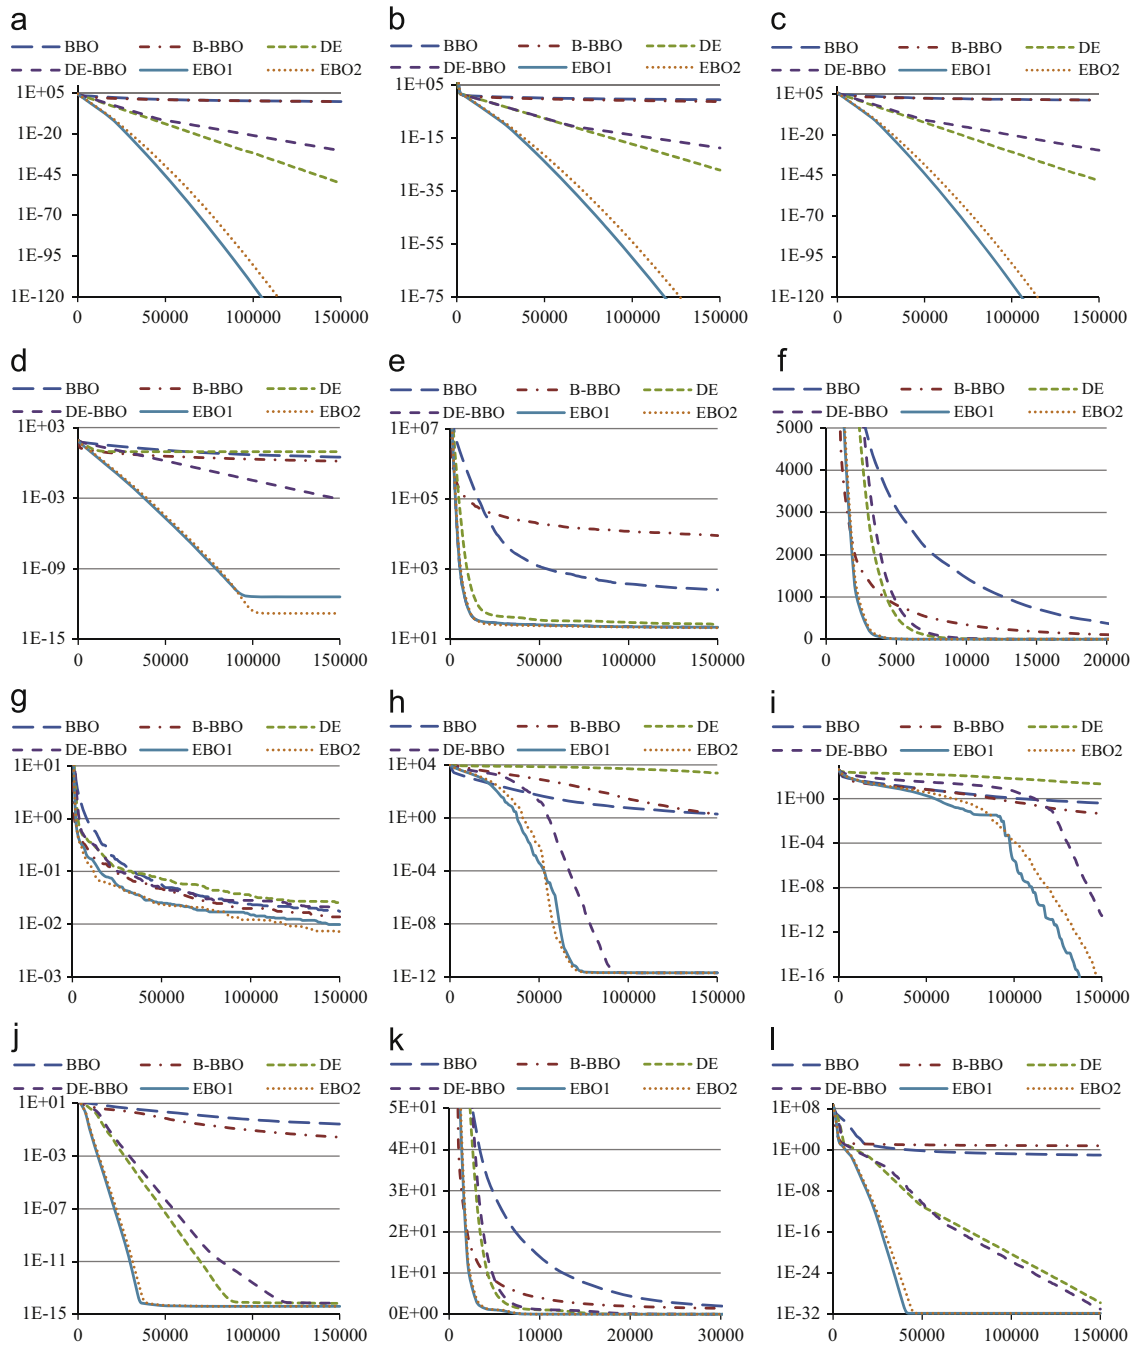 a b c
BBO B-BBO DE BBO B-BBO DE BBO B-BBO DE
DE-BBO EBO1 EBO2 DE-BBO EBO1 EBO2 DE-BBO EBO1 EBO2
1E+05 1E+05 1E+05
1E-20 1E-15 1E-20
1E-45 1E-35 1E-45
1E-70 1E-55 1E-70
1E-95 1E-95
1E-120 1E-75 1E-120
0 50000 100000 150000 0 50000 100000 150000 0 50000 100000 150000
d e f
BBO B-BBO DE BBO B-BBO DE BBO B-BBO DE
DE-BBO EBO1 EBO2 DE-BBO EBO1 EBO2 DE-BBO EBO1 EBO2
1E+03 1E+07 5000
4000
1E-03 1E+05 3000
1E-09 1E+03 2000
1000
1E-15 1E+01 0
0 50000 100000 150000 0 50000 100000 150000 0 5000 10000 15000 20000
g h i
BBO B-BBO DE BBO B-BBO DE BBO B-BBO DE
DE-BBO EBO1 EBO2 DE-BBO EBO1 EBO2 DE-BBO EBO1 EBO2
1E+01 1E+04
1E+00 1E+00 1E+00
1E-04
1E-01 1E-04 1E-08
1E-02 1E-08 1E-12
1E-03 1E-12 1E-16
0 50000 100000 150000 0 50000 100000 150000 0 50000 100000 150000
j k l
BBO B-BBO DE BBO B-BBO DE BBO B-BBO DE
DE-BBO EBO1 EBO2 DE-BBO EBO1 EBO2 DE-BBO EBO1 EBO2
1E+01 5E+01 1E+08
1E-03 4E+01 1E+00
3E+01 1E-08
1E-07 2E+01 1E-16
1E-11 1E+01 1E-24
1E-15 0E+00 1E-32
0 50000 100000 150000 0 10000 20000 30000 0 50000 100000 150000